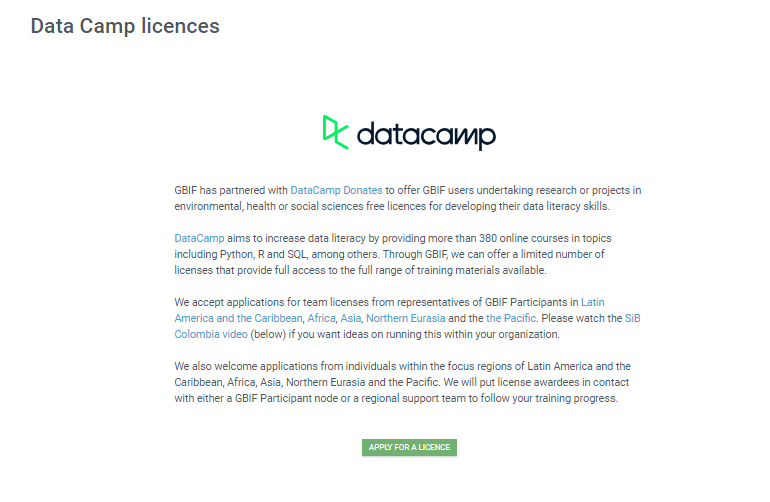 Data Camp licences
datacamp
GBIF has partnered with DataCamp Donates to offer GBIF users undertaking research or projects in
environmental, health or social sciences free licences for developing their data literacy skills.
DataCamp aims to increase data literacy by providing more than 380 online courses in topics
including Python, R and SQL, among others. Through GBIF, we can offer a limited number of
licenses that provide full access to the full range of training materials available.
We accept applications for team licenses from representatives of GBIF Participants in Latin
America and the Caribbean, Africa, Asia, Northern Eurasia and the Pacific. Please watch the SiB
Colombia video (below) if you want ideas on running this within your organization.
We also welcome applications from individuals within the focus regions of Latin America and the
Caribbean, Africa, Asia, Northern Eurasia and the Pacific. We will put license awardees in contact
with either a GBIF Participant node or a regional support team to follow your training progress.
APPLY FOR A LICENCE